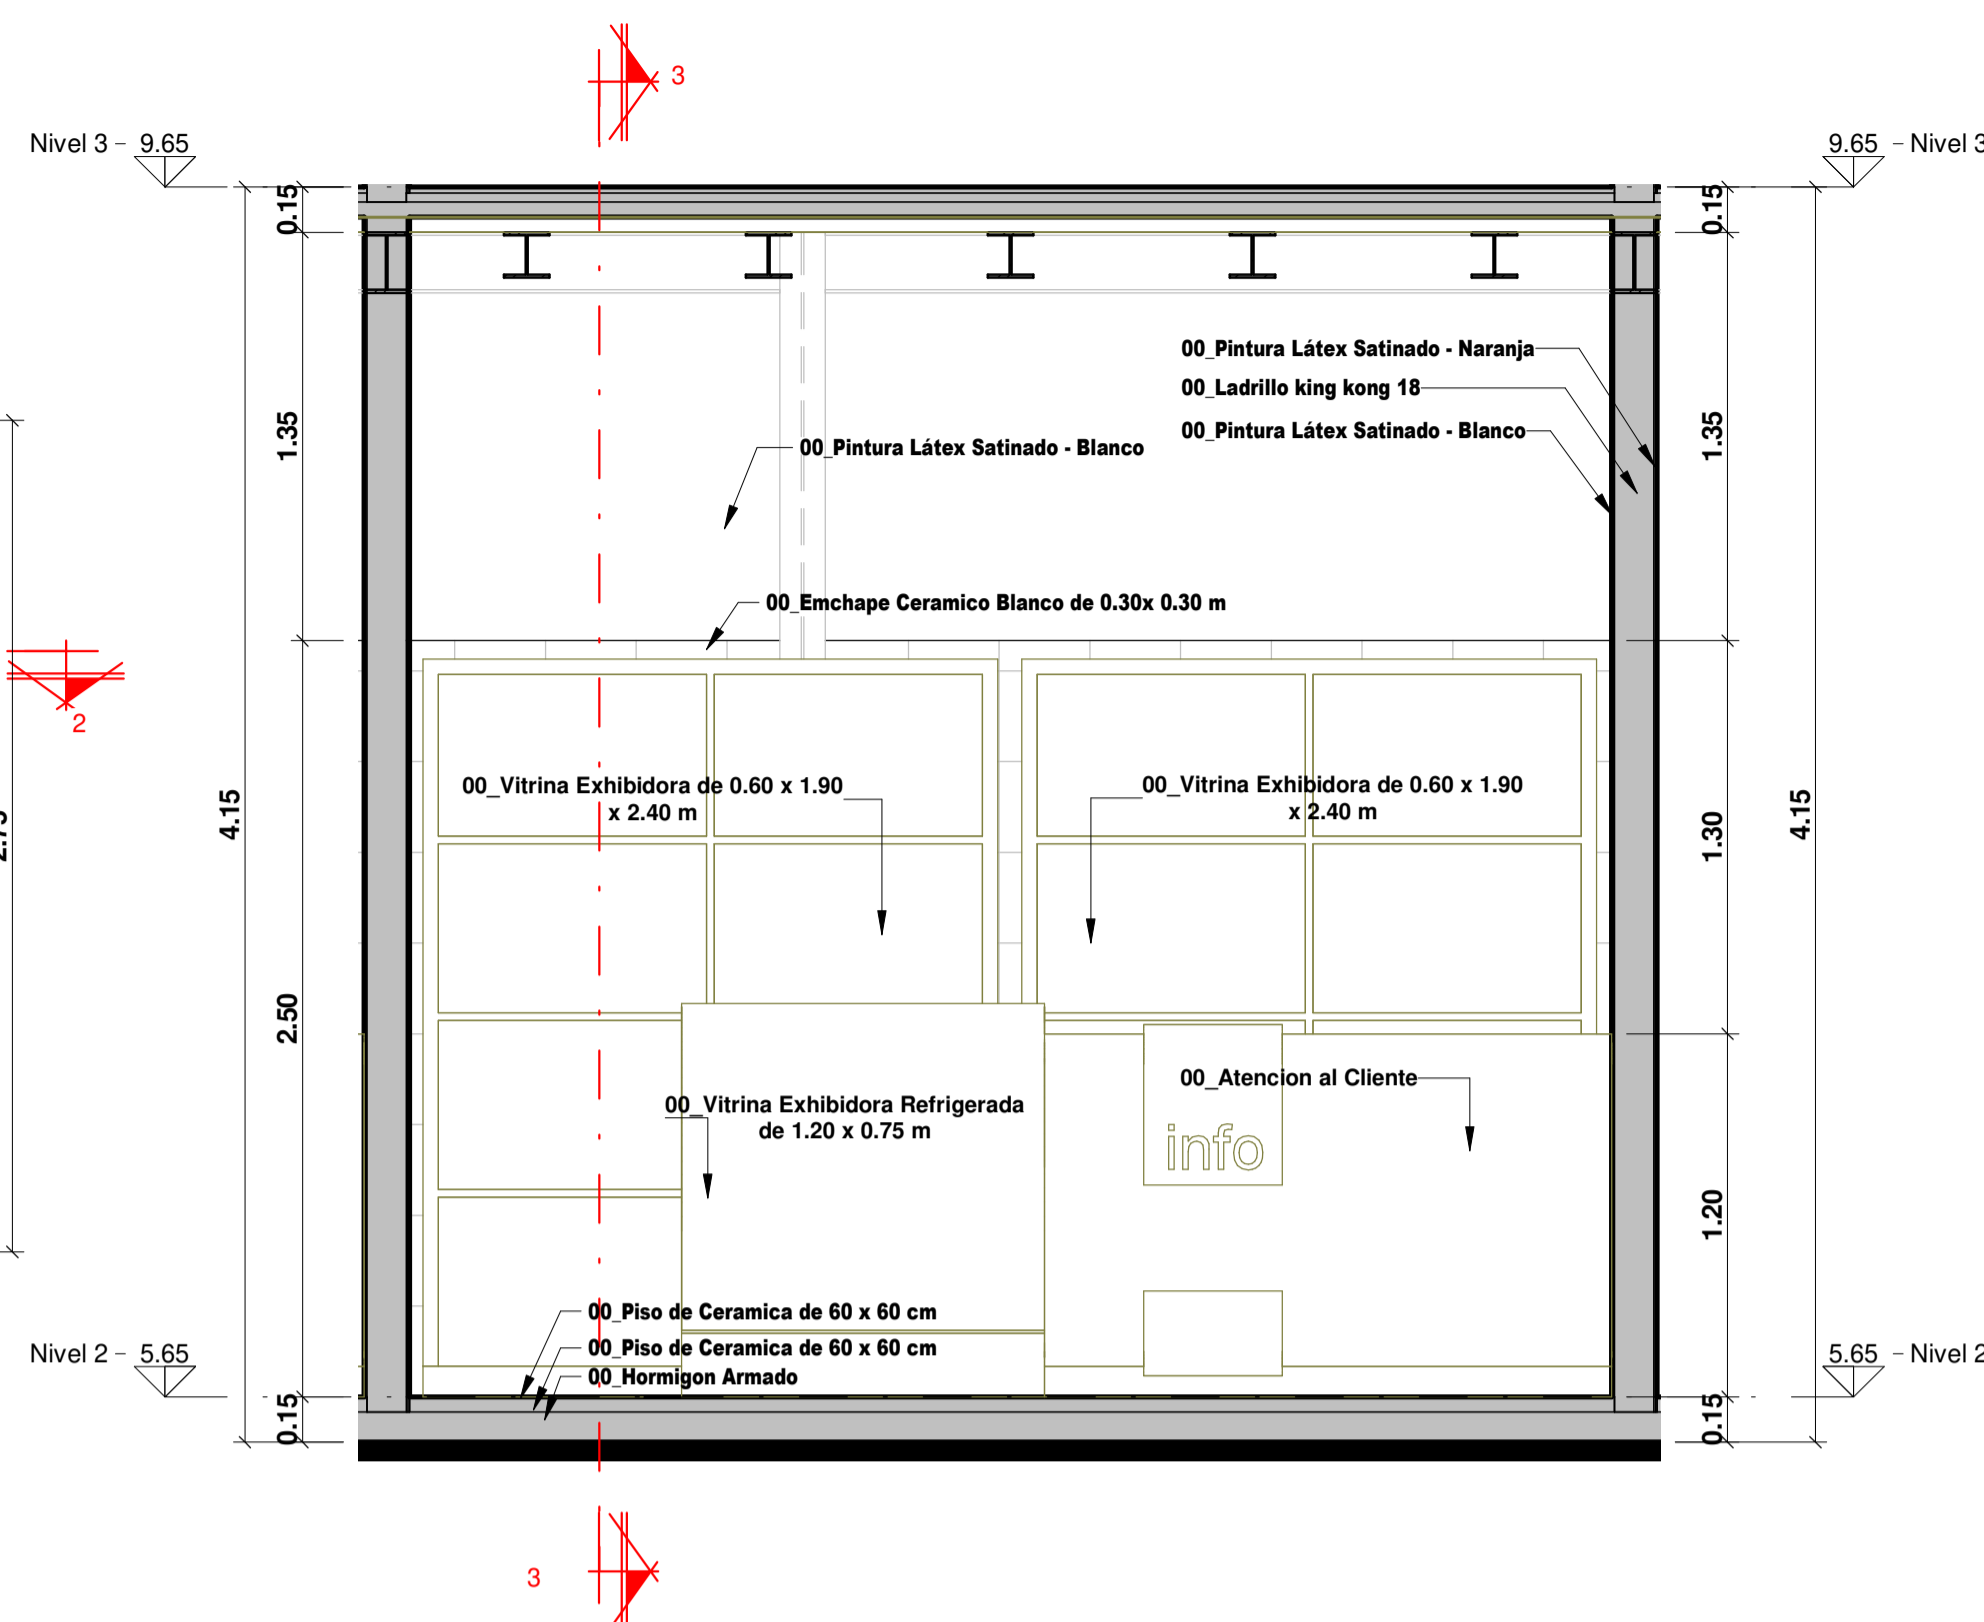 3
Nivel 3 – 9.65
9.65 – Nivel 3
0.15
0.15
00_Pintura Látex Satinado - Naranja
00_Ladrillo king kong 18
00_Pintura Látex Satinado - Blanco
1.35
1.35
00_Pintura Látex Satinado - Blanco
00_Emchape Ceramico Blanco de 0.30x 0.30 m
2
00_Vitrina Exhibidora de 0.60 x 1.90
x 2.40 m
00_Vitrina Exhibidora de 0.60 x 1.90
x 2.40 m
4.15
1.30
4.15
2.50
00_Vitrina Exhibidora Refrigerada
de 1.20 x 0.75 m
00_Atencion al Cliente
info
1.20
00_Piso de Ceramica de 60 x 60 cm
00_Piso de Ceramica de 60 x 60 cm
00_Hormigon Armado
Nivel 2 – 5.65
5.65 – Nivel 2
0.15
0.15
3